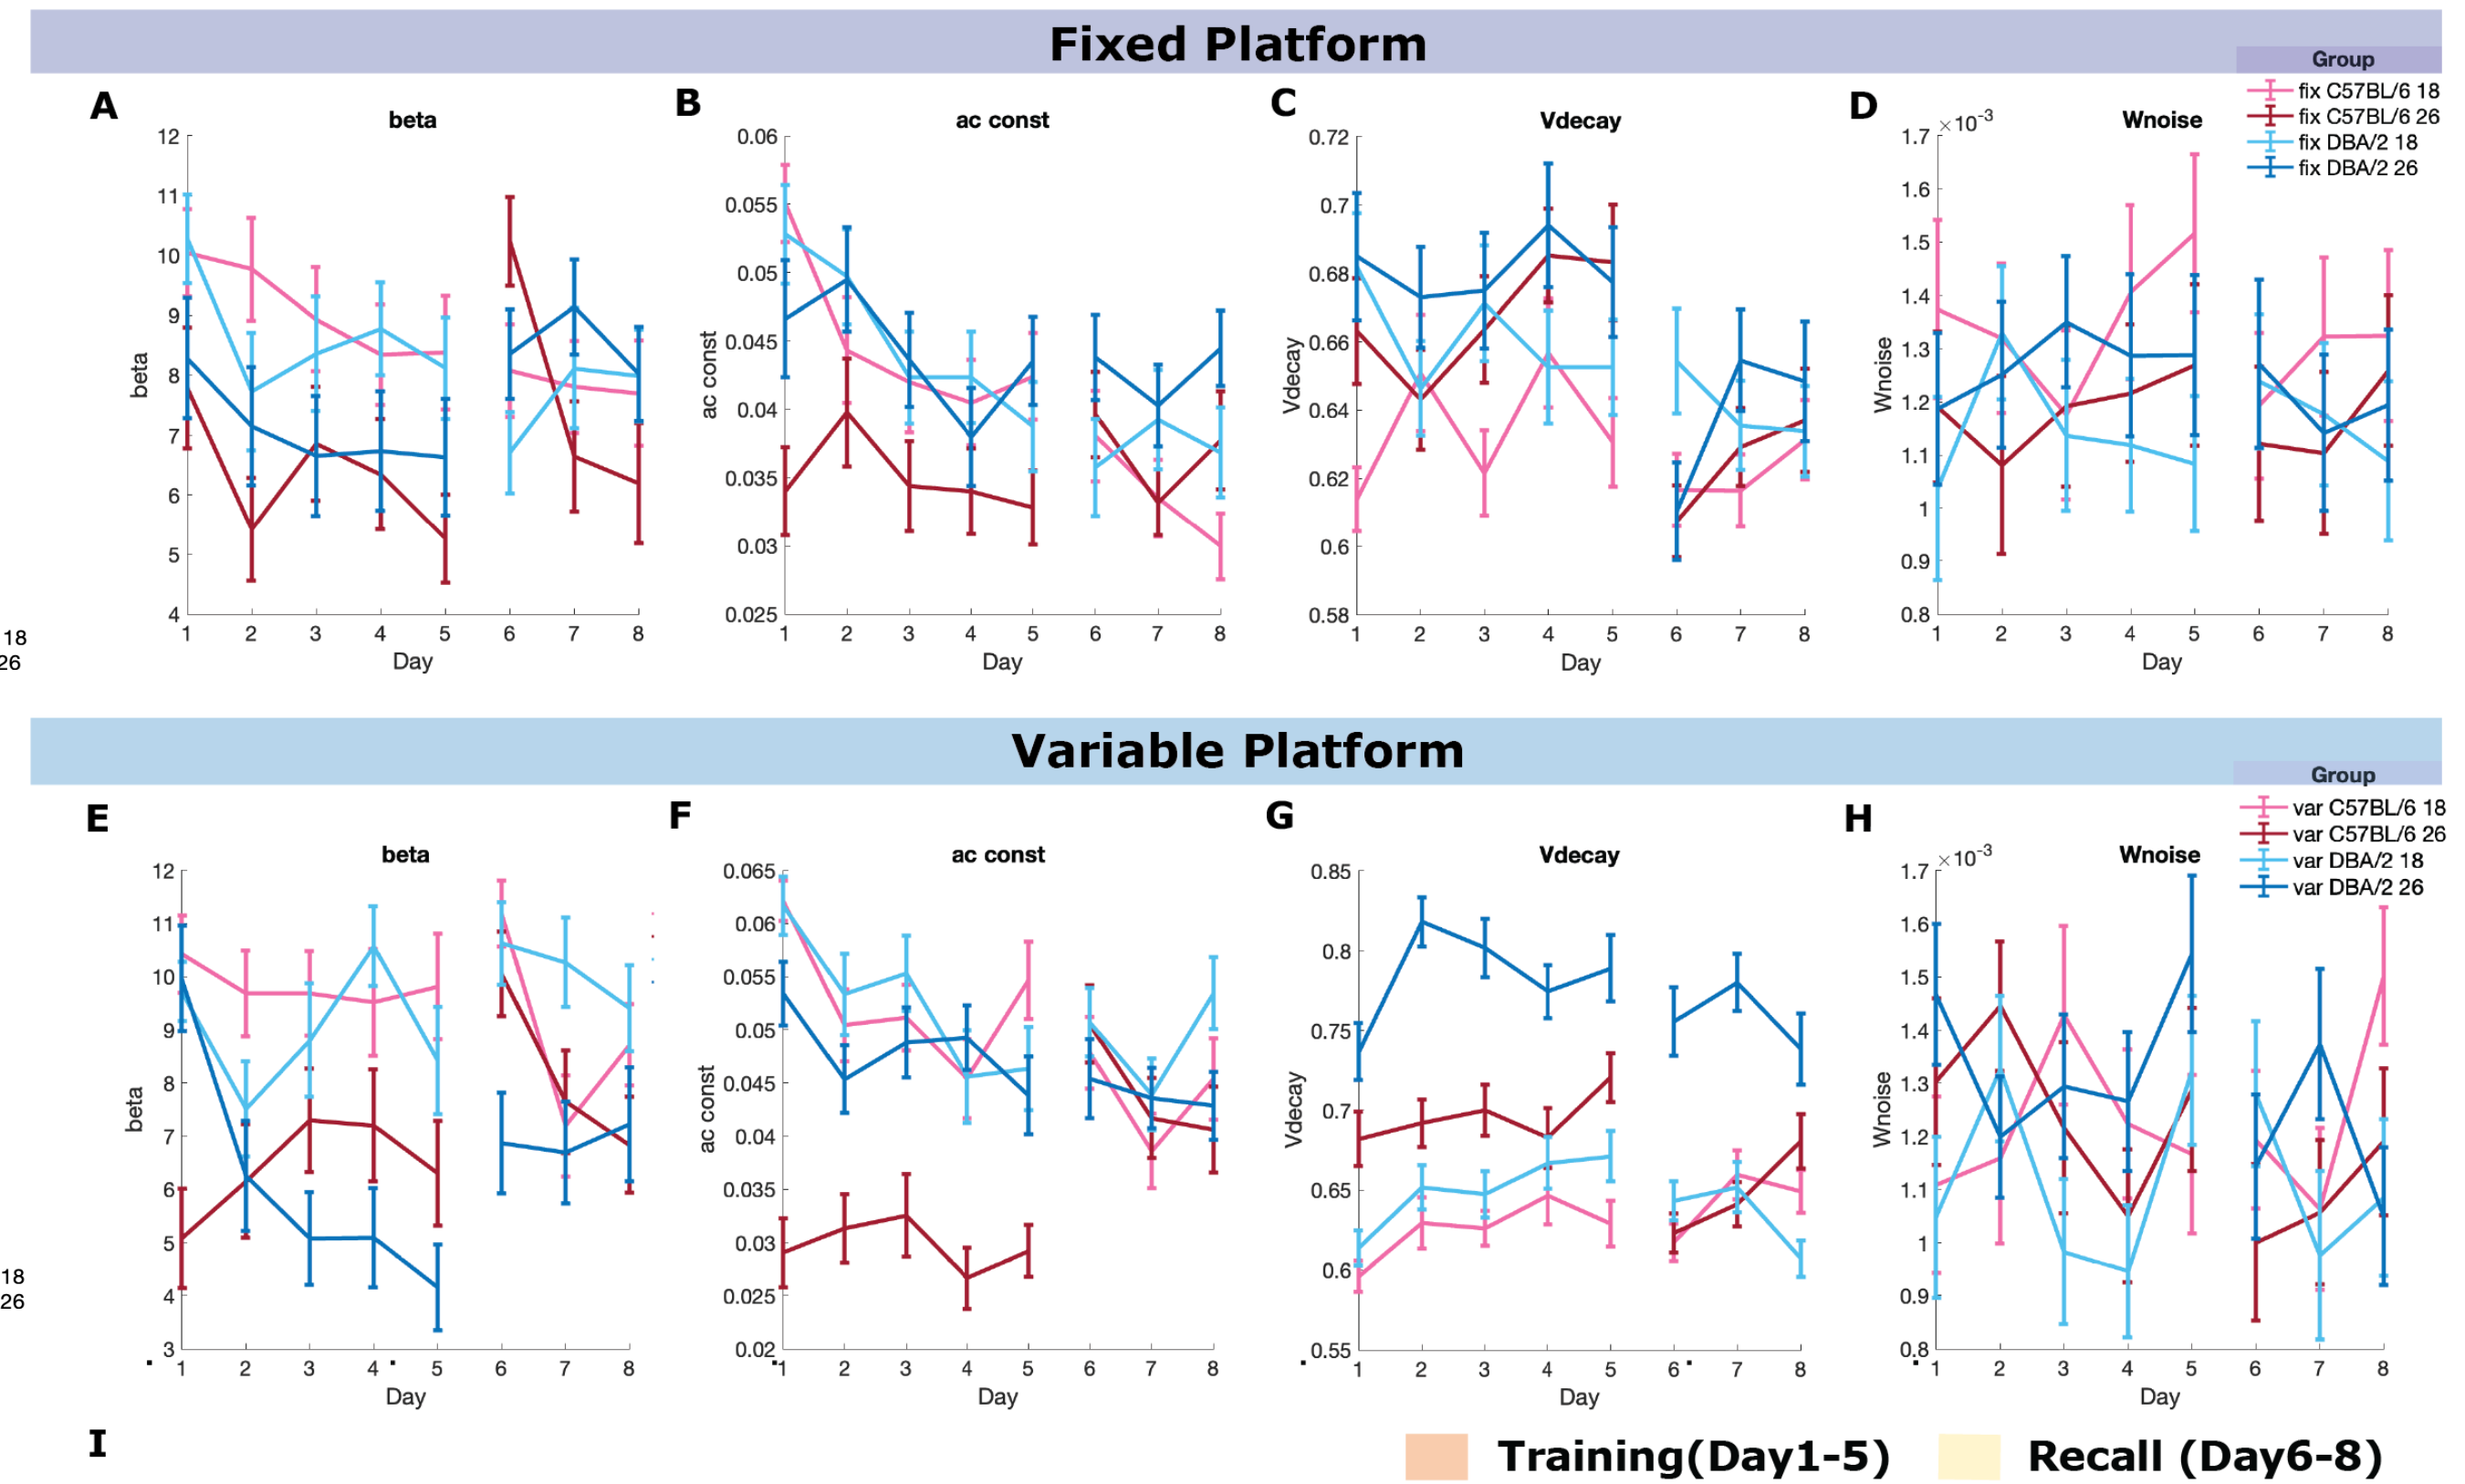 Fixed Platform
Group
fix C57BL/6 18
fix C57BL/6 26
fix DBA/2 18
fix DBA/2 26
A
beta
12
11
10
9
8
7
6
5
4
beta
1 2 3 4 5 6 7 8
Day
B
ac const
0.06
0.055
0.05
0.045
0.04
0.035
0.03
0.025
ac const
1 2 3 4 5 6 7 8
Day
C
Vdecay
0.72
0.7
0.68
0.66
0.64
0.62
0.6
0.58
Vdecay
1 2 3 4 5 6 7 8
Day
D
Wnoise
×10⁻³
1.7
1.6
1.5
1.4
1.3
1.2
1.1
1
0.9
0.8
Wnoise
1 2 3 4 5 6 7 8
Day
18
26
Variable Platform
Group
var C57BL/6 18
var C57BL/6 26
var DBA/2 18
var DBA/2 26
E
beta
12
11
10
9
8
7
6
5
4
3
beta
1 2 3 4 5 6 7 8
Day
F
ac const
0.065
0.06
0.055
0.05
0.045
0.04
0.035
0.03
0.025
0.02
ac const
1 2 3 4 5 6 7 8
Day
G
Vdecay
0.85
0.8
0.75
0.7
0.65
0.6
0.55
Vdecay
1 2 3 4 5 6 7 8
Day
H
Wnoise
×10⁻³
1.7
1.6
1.5
1.4
1.3
1.2
1.1
1
0.9
0.8
Wnoise
1 2 3 4 5 6 7 8
Day
18
26
I
Training(Day1-5)
Recall (Day6-8)